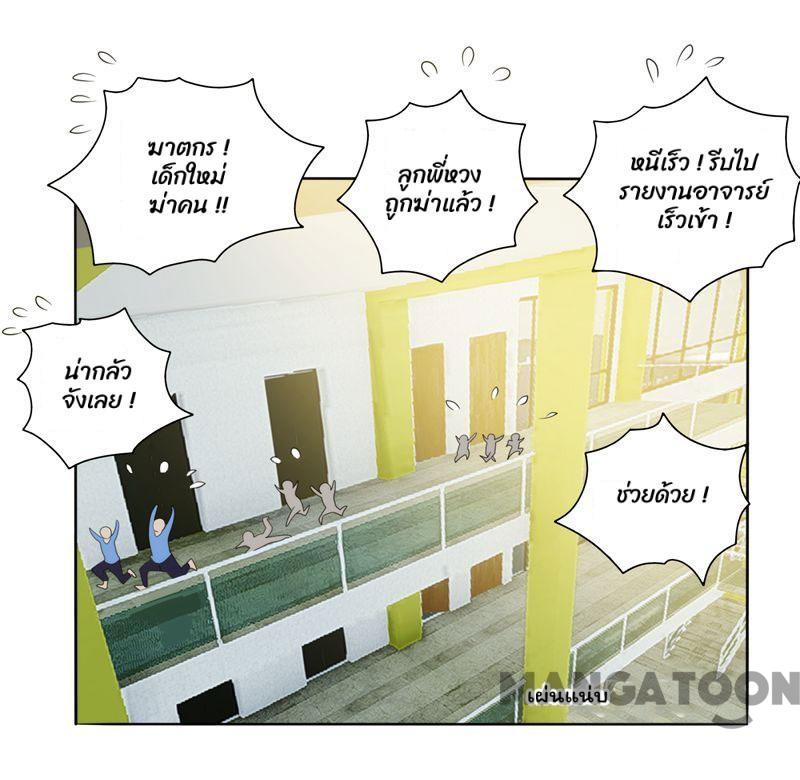 ฆาตกร !
เด็กใหม่
ฆ่าคน !!
ลูกพี่หวง
ถูกฆ่าแล้ว !
หนีเร็ว ! รีบไป
รายงานอาจารย์
เร็วเข้า !
น่ากลัว
จังเลย !
ช่วยด้วย !
เผ่นแน่บ
MANGATOON